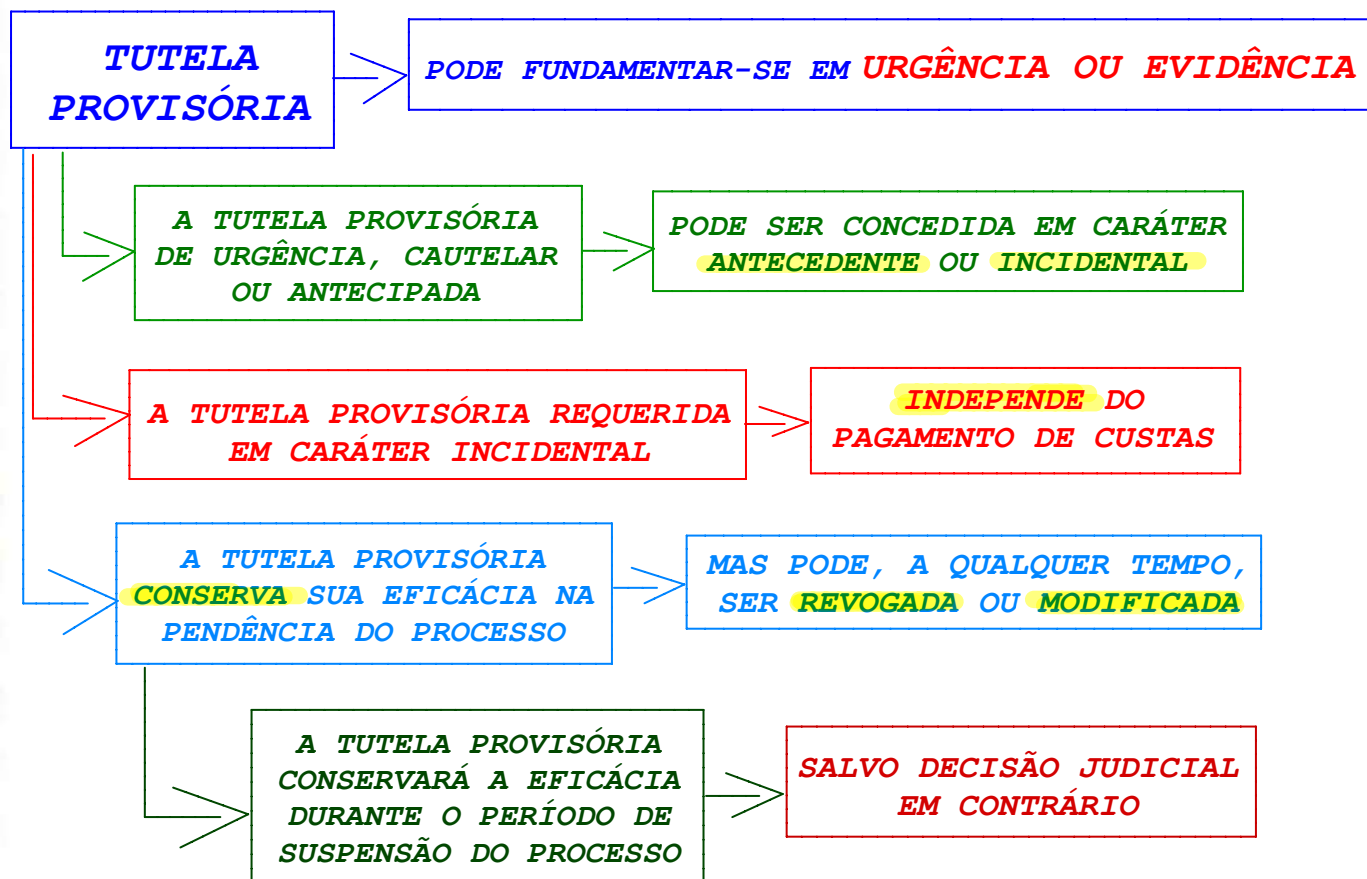 TUTELA
PROVISÓRIA
PODE FUNDAMENTAR-SE EM URGÊNCIA OU EVIDÊNCIA
A TUTELA PROVISÓRIA
DE URGÊNCIA, CAUTELAR
OU ANTECIPADA
PODE SER CONCEDIDA EM CARÁTER
ANTECEDENTE OU INCIDENTAL
A TUTELA PROVISÓRIA REQUERIDA
EM CARÁTER INCIDENTAL
INDEPENDE DO
PAGAMENTO DE CUSTAS
A TUTELA PROVISÓRIA
CONSERVA SUA EFICÁCIA NA
PENDÊNCIA DO PROCESSO
MAS PODE, A QUALQUER TEMPO,
SER REVOGADA OU MODIFICADA
A TUTELA PROVISÓRIA
CONSERVARÁ A EFICÁCIA
DURANTE O PERÍODO DE
SUSPENSÃO DO PROCESSO
SALVO DECISÃO JUDICIAL
EM CONTRÁRIO